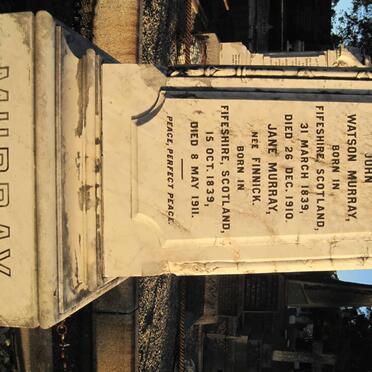 JOHN
WATSON MURRAY,
BORN IN
FIFESHIRE, SCOTLAND,
31 MARCH 1839,
DIED 26 DEC. 1910.
JANE MURRAY,
NÉE FINNICK.
BORN IN
FIFESHIRE, SCOTLAND,
15 OCT. 1839,
DIED 8 MAY 1911.
PEACE, PERFECT PEACE.
MURRAY